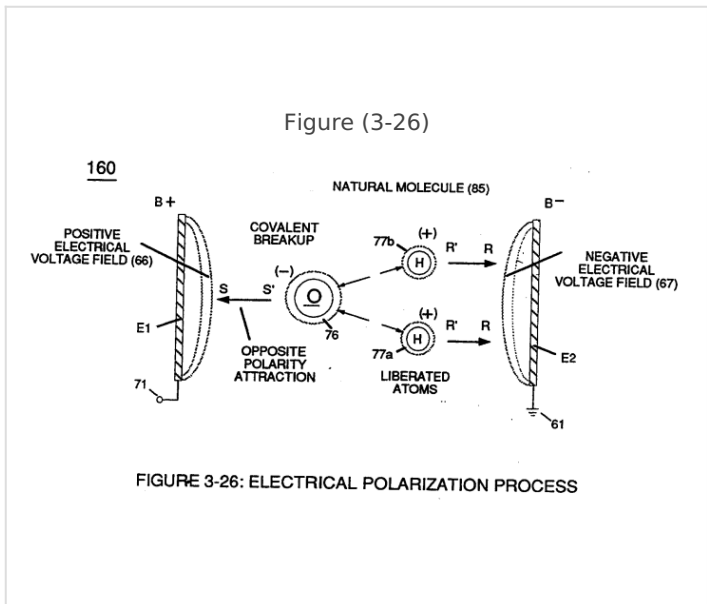 Figure (3-26)
160
NATURAL MOLECULE (85)
B+
B−
POSITIVE
ELECTRICAL
VOLTAGE FIELD (66)
COVALENT
BREAKUP
(−)
S
S'
O
76
77b
(+)
H
R'
R
(+)
H
R'
R
77a
NEGATIVE
ELECTRICAL
VOLTAGE FIELD (67)
E1
OPPOSITE
POLARITY
ATTRACTION
LIBERATED
ATOMS
E2
71
61
FIGURE 3-26: ELECTRICAL POLARIZATION PROCESS